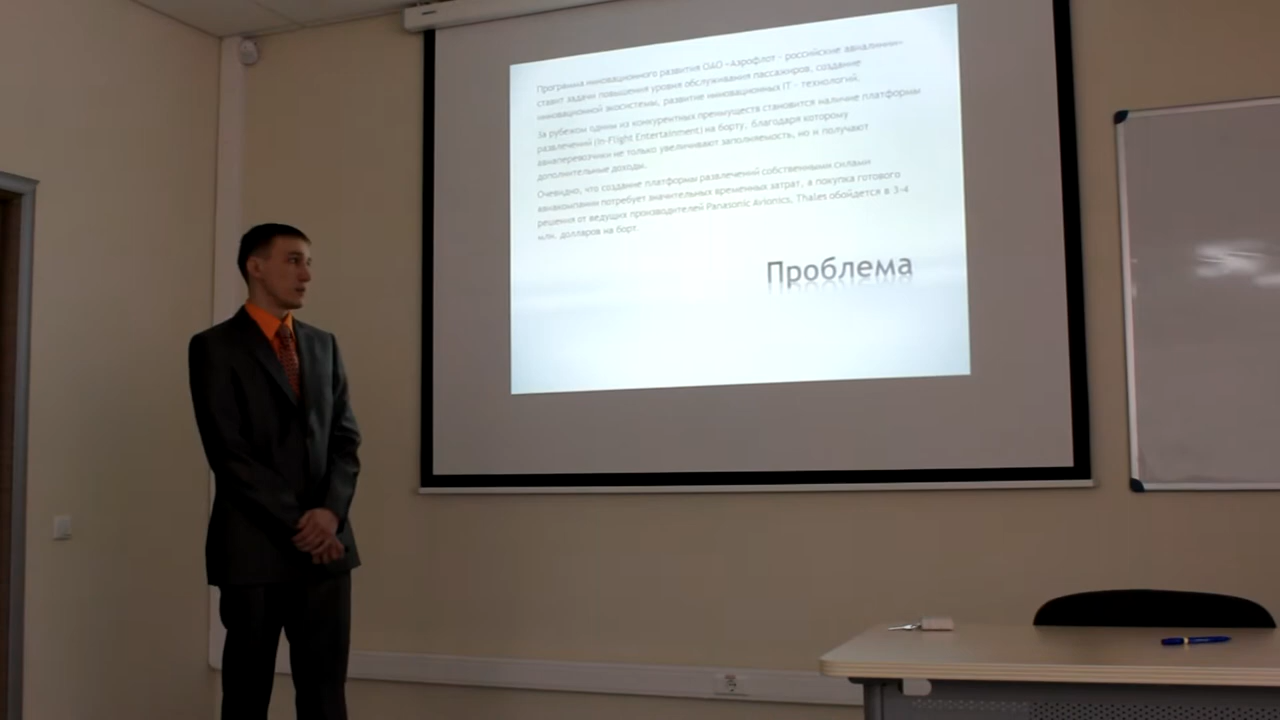 Программа инновационного развития ОАО «Аэрофлот – российские авиалинии»
ставит задачи повышения уровня обслуживания пассажиров, создание
инновационной экосистемы, развитие инновационных IT – технологий.
За рубежом одним из конкурентных преимуществ становится наличие платформы
развлечений (In-Flight Entertainment) на борту, благодаря которому
авиаперевозчики не только увеличивают заполняемость, но и получают
дополнительные доходы.
Очевидно, что создание платформы развлечений собственными силами
авиакомпании потребует значительных временных затрат, а покупка готового
решения от ведущих производителей Panasonic Avionics, Thales обойдется в 3-4
млн. долларов на борт.
Проблема